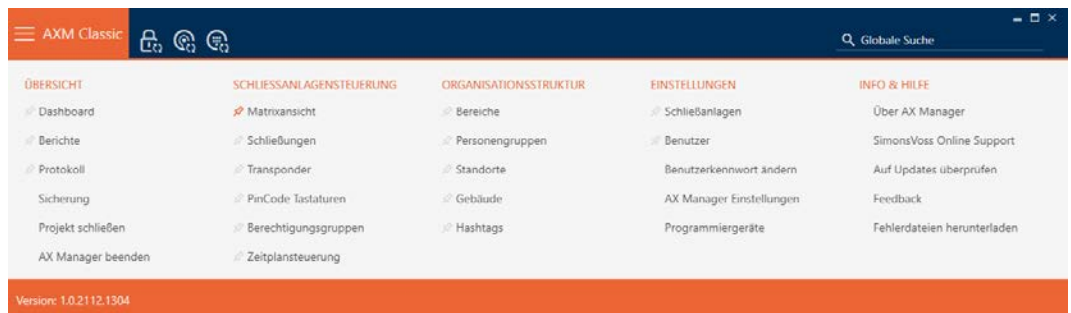 AXM Classic
Globale Suche
ÜBERSICHT
Dashboard
Berichte
Protokoll
Sicherung
Projekt schließen
AX Manager beenden
SCHLIESSANLAGENSTEUERUNG
Matrixansicht
Schließungen
Transponder
PinCode Tastaturen
Berechtigungsgruppen
Zeitplansteuerung
ORGANISATIONSSTRUKTUR
Bereiche
Personengruppen
Standorte
Gebäude
Hashtags
EINSTELLUNGEN
Schließanlagen
Benutzer
Benutzerkennwort ändern
AX Manager Einstellungen
Programmiergeräte
INFO & HILFE
Über AX Manager
SimonsVoss Online Support
Auf Updates überprüfen
Feedback
Fehlerdateien herunterladen
Version: 1.0.2112.1304